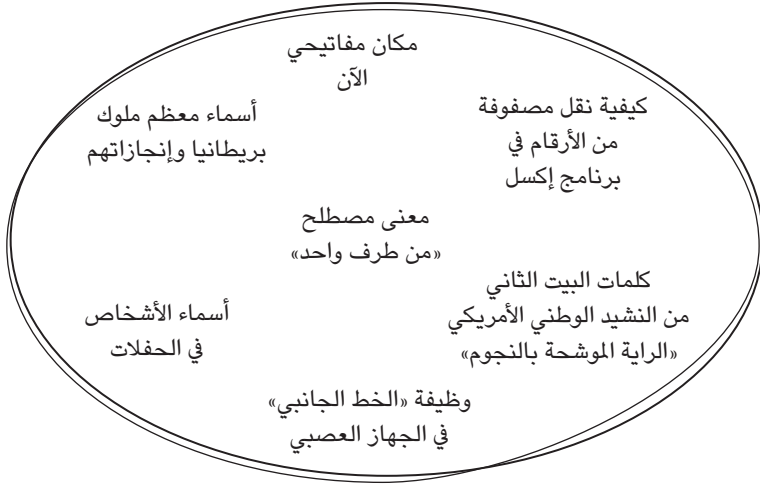 مكان مفاتيحي
الآن
كيفية نقل مصفوفة
من الأرقام في
برنامج إكسل
أسماء معظم ملوك
بريطانيا وإنجازاتهم
معنى مصطلح
«من طرف واحد»
كلمات البيت الثاني
من النشيد الوطني الأمريكي
«الراية الموشحة بالنجوم»
أسماء الأشخاص
في الحفلات
وظيفة «الخط الجانبي»
في الجهاز العصبي